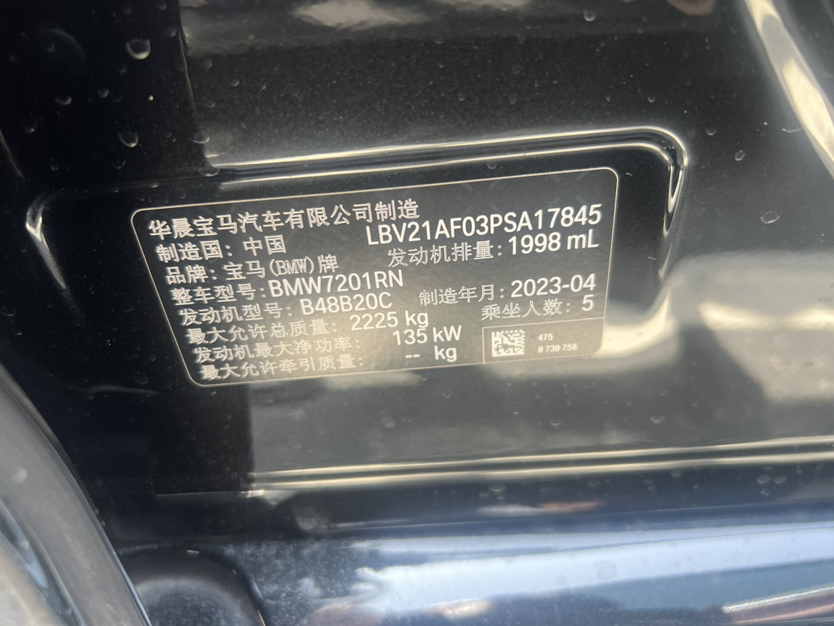 华晨宝马汽车有限公司制造
制造国: 中国 LBV21AF03PSA17845
品牌: 宝马(BMW)牌 发动机排量: 1998 mL
整车型号: BMW7201RN
发动机型号: B48B20C 制造年月: 2023-04
最大允许总质量: 2225 kg 乘坐人数: 5
发动机最大净功率: 135 kW
最大允许牵引质量: -- kg
475
8 738 756